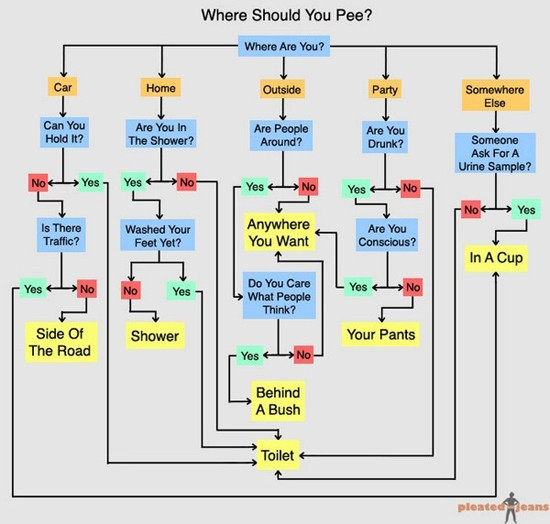 Where Should You Pee?
Where Are You?
Car
Home
Outside
Party
Somewhere
Else
Can You
Hold It?
Are You In
The Shower?
Are People
Around?
Are You
Drunk?
Someone
Ask For A
Urine Sample?
No
Yes
Yes
No
Yes
No
Yes
No
No
Yes
Is There
Traffic?
Washed Your
Feet Yet?
Anywhere
You Want
Are You
Conscious?
In A Cup
Yes
No
No
Yes
Do You Care
What People
Think?
Yes
No
Side Of
The Road
Shower
Your Pants
Yes
No
Behind
A Bush
Toilet
pleated jeans